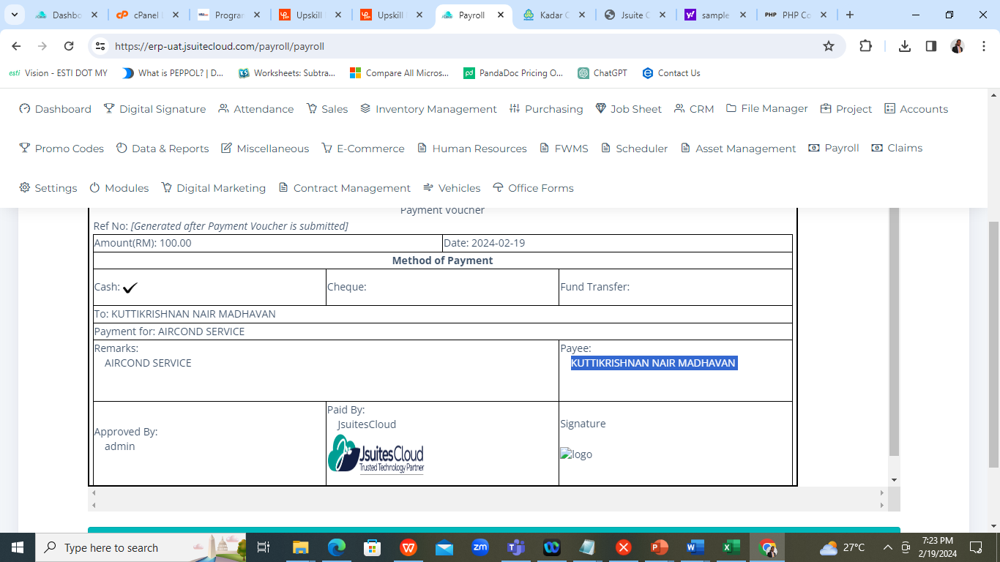 Dashbo
cPanel
Program
Upskill
Upskill
Payroll
Kadar C
Jsuite C
sample
PHP PHP Co
https://erp-uat.jsuitecloud.com/payroll/payroll
esti Vision - ESTI DOT MY
What is PEPPOL? | D...
Worksheets: Subtra...
Compare All Micros...
pd PandaDoc Pricing O...
ChatGPT
Contact Us
Dashboard Digital Signature Attendance Sales Inventory Management Purchasing Job Sheet CRM File Manager Project Accounts
Promo Codes Data & Reports Miscellaneous E-Commerce Human Resources FWMS Scheduler Asset Management Payroll Claims
Settings Modules Digital Marketing Contract Management Vehicles Office Forms
Payment Voucher
Ref No: [Generated after Payment Voucher is submitted]
Amount(RM): 100.00
Date: 2024-02-19
Method of Payment
Cash:
Cheque:
Fund Transfer:
To: KUTTIKRISHNAN NAIR MADHAVAN
Payment for: AIRCOND SERVICE
Remarks:
AIRCOND SERVICE
Payee:
KUTTIKRISHNAN NAIR MADHAVAN
Approved By:
admin
Paid By:
JsuitesCloud
JsuitesCloud
Trusted Technology Partner
Signature
logo
Type here to search
zm
27°C
7:23 PM
2/19/2024